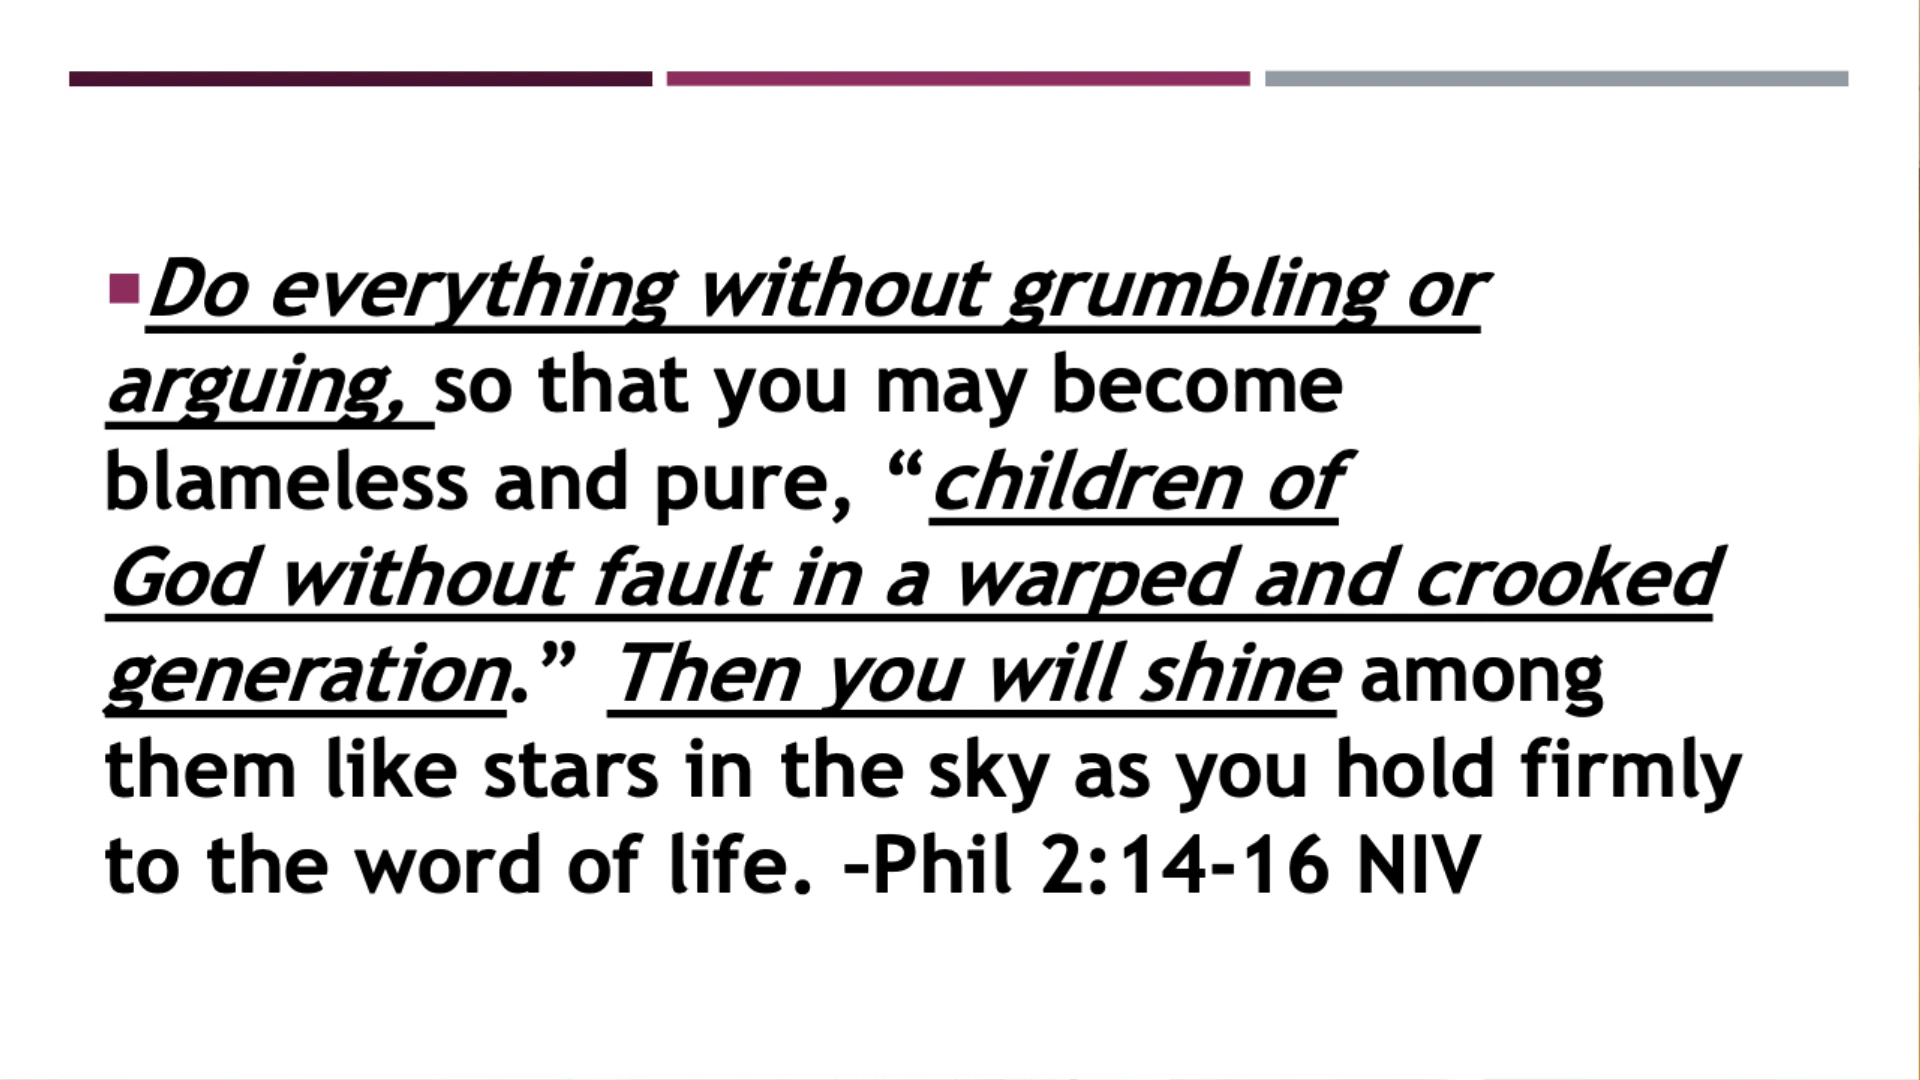 Do everything without grumbling or
arguing, so that you may become
blameless and pure, “children of
God without fault in a warped and crooked
generation.” Then you will shine among
them like stars in the sky as you hold firmly
to the word of life. –Phil 2:14-16 NIV